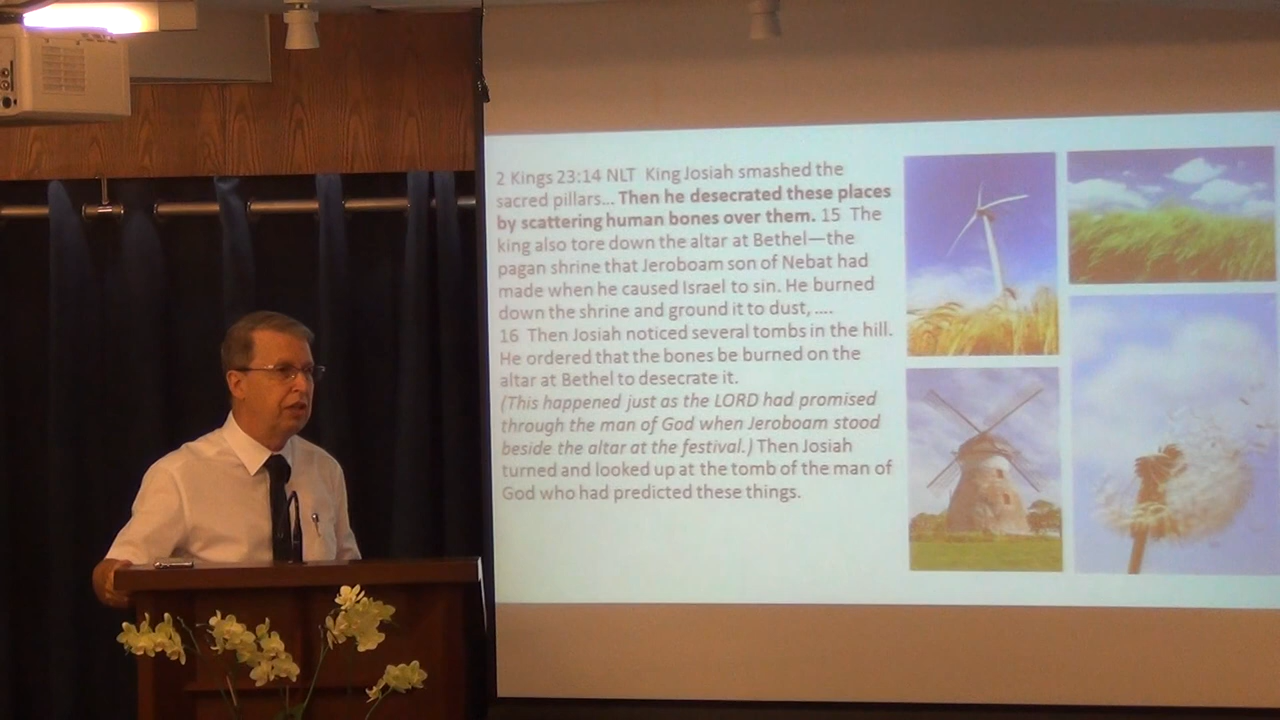 2 Kings 23:14 NLT  King Josiah smashed the
sacred pillars... Then he desecrated these places
by scattering human bones over them. 15  The
king also tore down the altar at Bethel—the
pagan shrine that Jeroboam son of Nebat had
made when he caused Israel to sin. He burned
down the shrine and ground it to dust, ....
16  Then Josiah noticed several tombs in the hill.
He ordered that the bones be burned on the
altar at Bethel to desecrate it.
(This happened just as the LORD had promised
through the man of God when Jeroboam stood
beside the altar at the festival.) Then Josiah
turned and looked up at the tomb of the man of
God who had predicted these things.